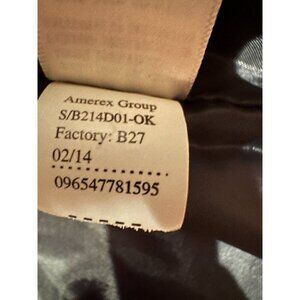 Amerex Group
S/B214D01-OK
Factory: B27
02/14
096547781595